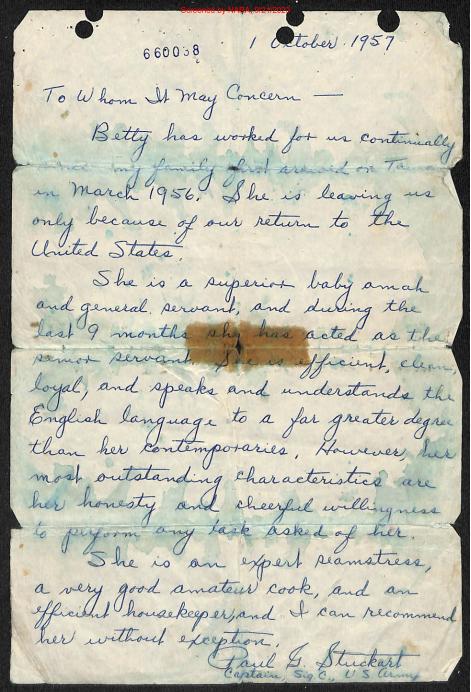 660038
1 October 1957
To Whom It May Concern —
Betty has worked for us continually
since my family first arrived on
in March 1956. She is leaving us
only because of our return to the
United States.
She is a superior baby amah
and general servant, and during the
last 9 months she has acted as the
senior servant. She is efficient, clean,
loyal, and speaks and understands the
English language to a far greater degree
than her contemporaries. However, her
most outstanding characteristics are
her honesty and cheerful willingness
to perform any task asked of her.
She is an expert seamstress,
a very good amateur cook, and an
efficient housekeeper, and I can recommend
her without exception.
Paul G. Stuckart
Captain, Sig C., US Army